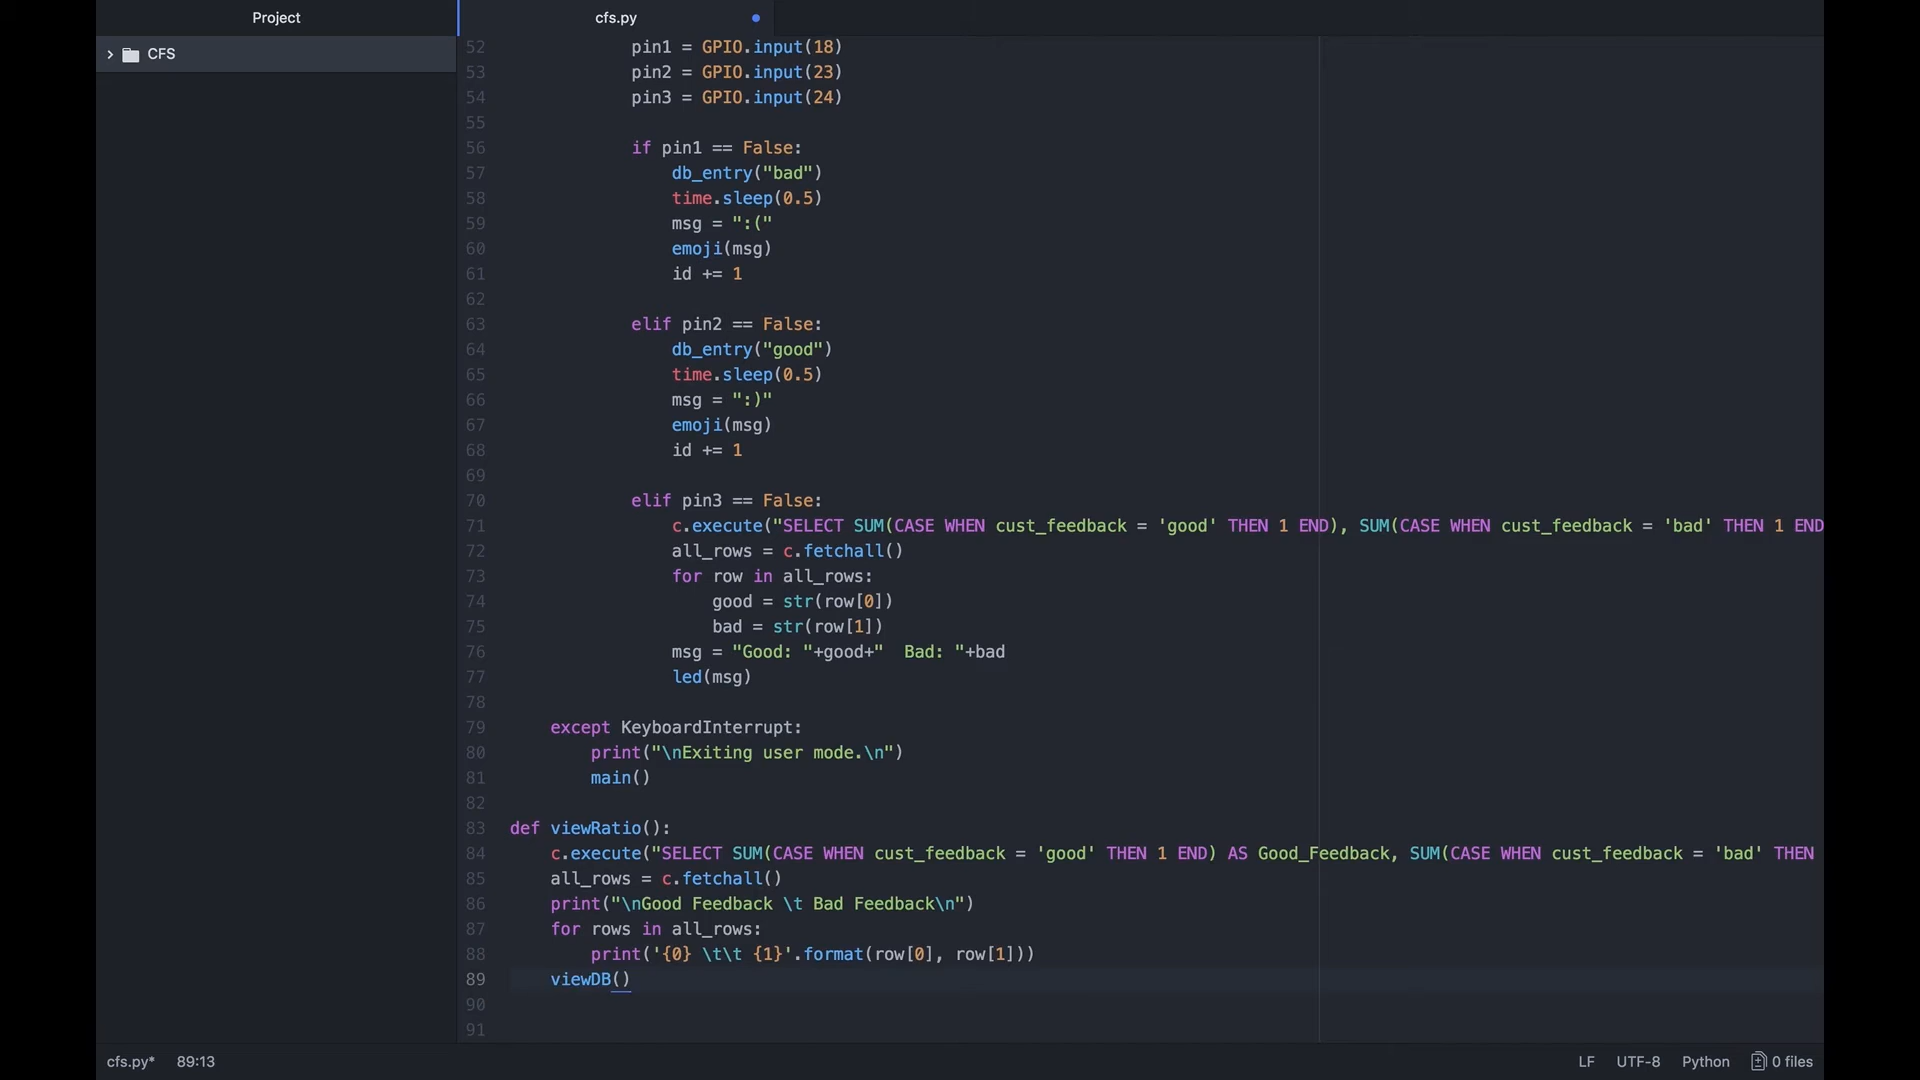 Project
cfs.py
CFS
52 pin1 = GPIO.input(18)
53 pin2 = GPIO.input(23)
54 pin3 = GPIO.input(24)
55
56 if pin1 == False:
57 db_entry("bad")
58 time.sleep(0.5)
59 msg = ":("
60 emoji(msg)
61 id += 1
62
63 elif pin2 == False:
64 db_entry("good")
65 time.sleep(0.5)
66 msg = ":)"
67 emoji(msg)
68 id += 1
69
70 elif pin3 == False:
71 c.execute("SELECT SUM(CASE WHEN cust_feedback = 'good' THEN 1 END), SUM(CASE WHEN cust_feedback = 'bad' THEN 1 END
72 all_rows = c.fetchall()
73 for row in all_rows:
74 good = str(row[0])
75 bad = str(row[1])
76 msg = "Good: "+good+"  Bad: "+bad
77 led(msg)
78
79 except KeyboardInterrupt:
80 print("\nExiting user mode.\n")
81 main()
82
83 def viewRatio():
84 c.execute("SELECT SUM(CASE WHEN cust_feedback = 'good' THEN 1 END) AS Good_Feedback, SUM(CASE WHEN cust_feedback = 'bad' THEN
85 all_rows = c.fetchall()
86 print("\nGood Feedback \t Bad Feedback\n")
87 for rows in all_rows:
88 print('{0} \t\t {1}'.format(row[0], row[1]))
89 viewDB()
90
91
cfs.py* 89:13 LF UTF-8 Python 0 files